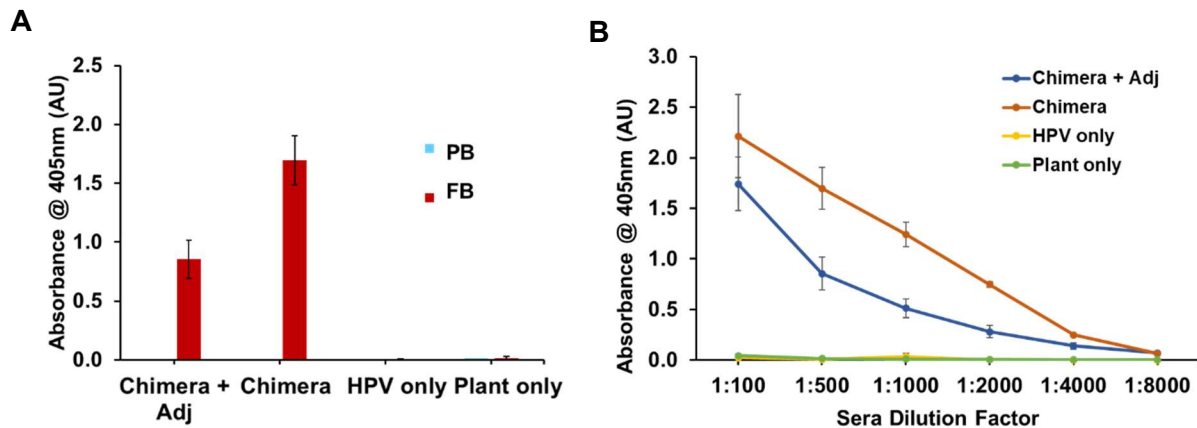 A
Absorbance @ 405nm (AU)
2.5
2.0
1.5
1.0
0.5
0.0
PB
FB
Chimera + Adj
Chimera
HPV only
Plant only
B
Absorbance @ 405nm (AU)
3.0
2.5
2.0
1.5
1.0
0.5
0.0
Chimera + Adj
Chimera
HPV only
Plant only
1:100
1:500
1:1000
1:2000
1:4000
1:8000
Sera Dilution Factor